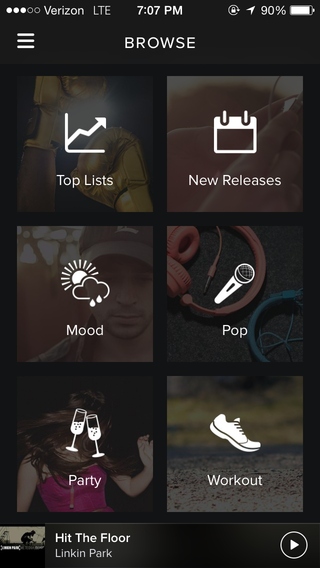 Verizon LTE 7:07 PM 90%
BROWSE
Top Lists
New Releases
Mood
Pop
Party
Workout
Hit The Floor
Linkin Park